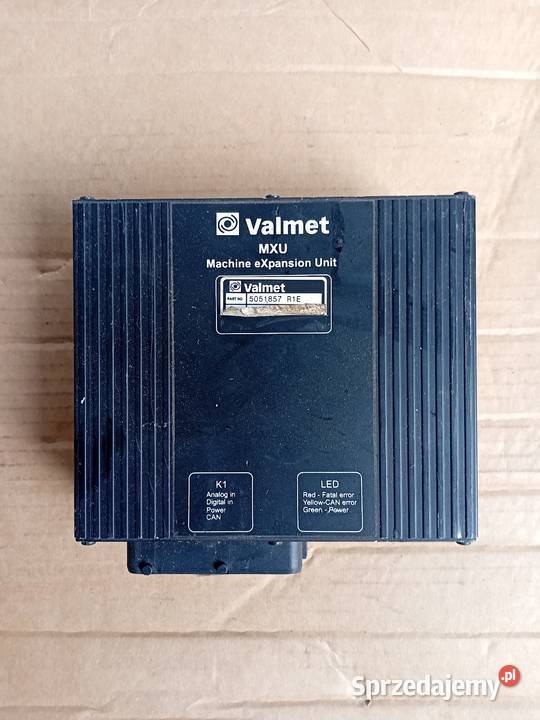 Valmet
MXU
Machine eXpansion Unit
Valmet
PART NO 5051857 R1E
K1
Analog in
Digital in
Power
CAN
LED
Red - Fatal error
Yellow-CAN error
Green - Power
Sprzedajemy.pl